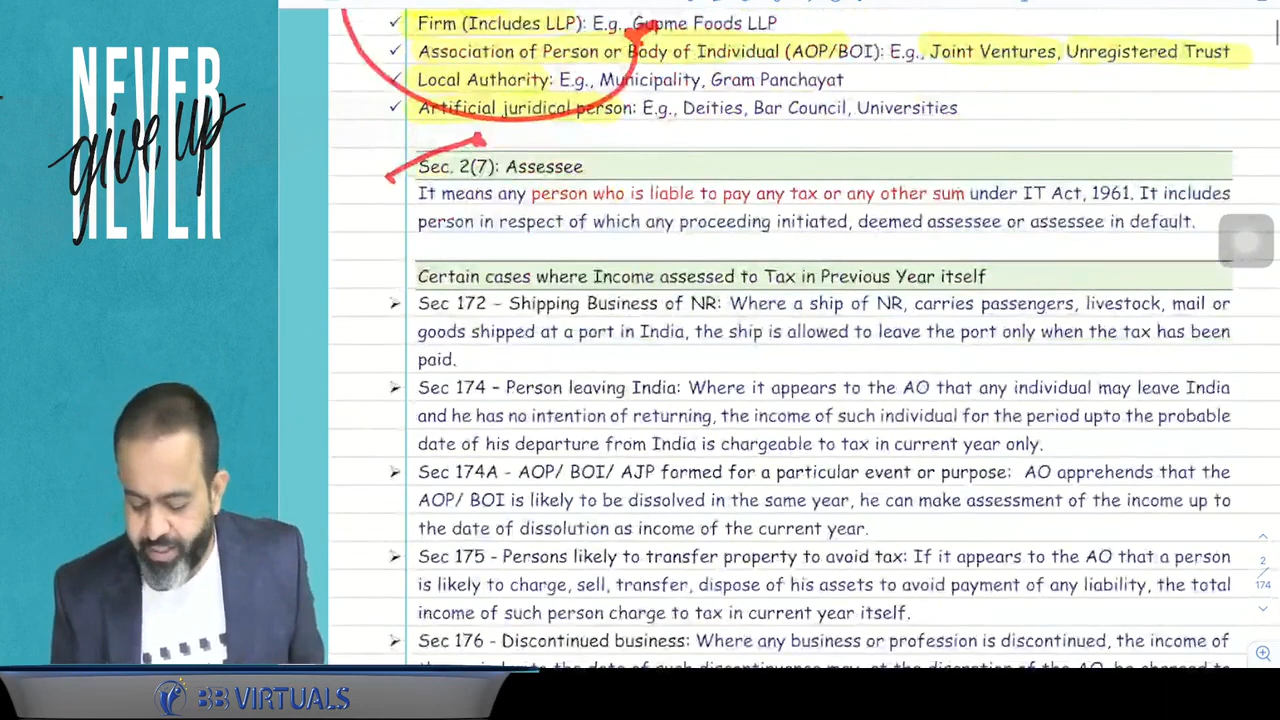 NEVER
give up
NEVER
✓ Firm (Includes LLP): E.g., Gupme Foods LLP
✓ Association of Person or Body of Individual (AOP/BOI): E.g., Joint Ventures, Unregistered Trust
✓ Local Authority: E.g., Municipality, Gram Panchayat
✓ Artificial juridical person: E.g., Deities, Bar Council, Universities
Sec. 2(7): Assessee
It means any person who is liable to pay any tax or any other sum under IT Act, 1961. It includes
person in respect of which any proceeding initiated, deemed assessee or assessee in default.
Certain cases where Income assessed to Tax in Previous Year itself
➢ Sec 172 – Shipping Business of NR: Where a ship of NR, carries passengers, livestock, mail or
goods shipped at a port in India, the ship is allowed to leave the port only when the tax has been
paid.
➢ Sec 174 – Person leaving India: Where it appears to the AO that any individual may leave India
and he has no intention of returning, the income of such individual for the period upto the probable
date of his departure from India is chargeable to tax in current year only.
➢ Sec 174A - AOP/ BOI/ AJP formed for a particular event or purpose: AO apprehends that the
AOP/ BOI is likely to be dissolved in the same year, he can make assessment of the income up to
the date of dissolution as income of the current year.
➢ Sec 175 - Persons likely to transfer property to avoid tax: If it appears to the AO that a person
is likely to charge, sell, transfer, dispose of his assets to avoid payment of any liability, the total
income of such person charge to tax in current year itself.
➢ Sec 176 - Discontinued business: Where any business or profession is discontinued, the income of
2
174
BB VIRTUALS